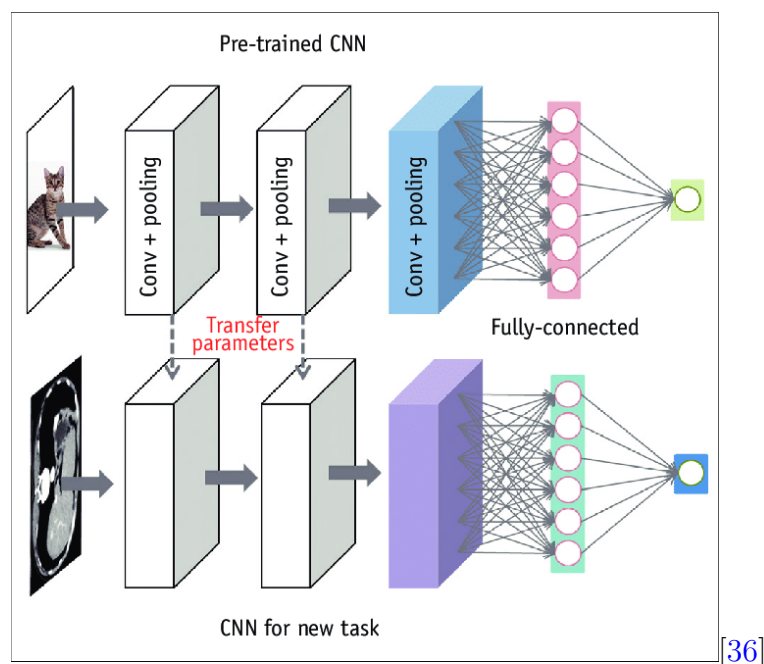 Pre-trained CNN
Conv + pooling
Conv + pooling
Conv + pooling
Transfer
parameters
Fully-connected
CNN for new task
[36]